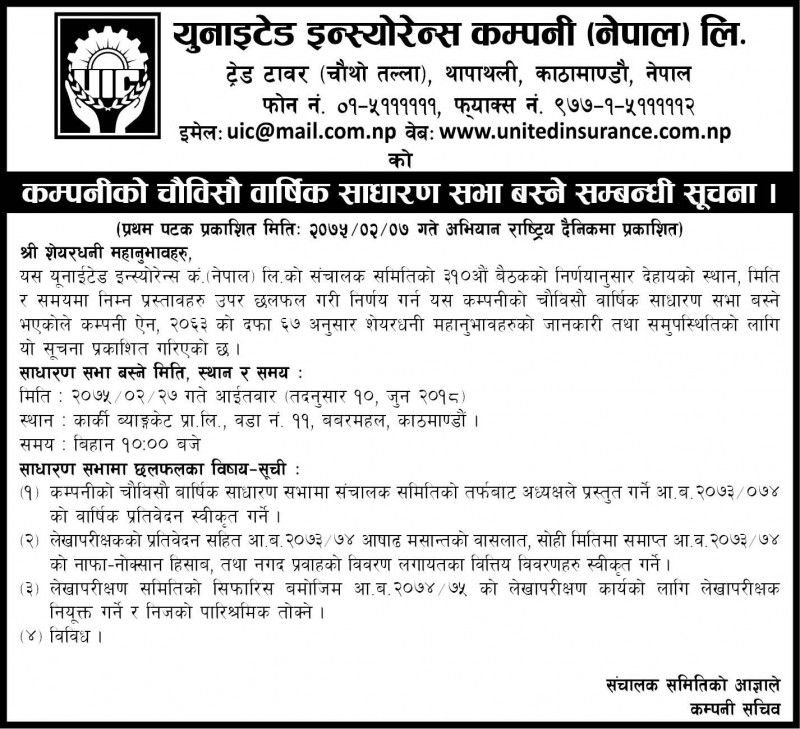 UIC
युनाइटेड इन्स्योरेन्स कम्पनी (नेपाल) लि.
ट्रेड टावर (चौथो तल्ला), थापाथली, काठामाण्डौ, नेपाल
फोन नं. ०१-५१११११११, फ्याक्स नं. ९७७-१-५१११११२
इमेल: uic@mail.com.np वेब: www.unitedinsurance.com.np
को
कम्पनीको चौविसौ वार्षिक साधारण सभा बस्ने सम्बन्धी सूचना ।
(प्रथम पटक प्रकाशित मिति: २०७५/०२/०७ गते अभियान राष्ट्रिय दैनिकमा प्रकाशित)
श्री शेयरधनी महानुभावहरु,
यस यूनाईटेड इन्स्योरेन्स कं.(नेपाल) लि.को संचालक समितिको ३१०औं बैठकको निर्णयानुसार देहायको स्थान, मिति
र समयमा निम्न प्रस्तावहरु उपर छलफल गरी निर्णय गर्न यस कम्पनीको चौविसौ वार्षिक साधारण सभा बस्ने
भएकोले कम्पनी ऐन, २०६३ को दफा ६७ अनुसार शेयरधनी महानुभावहरुको जानकारी तथा समुपस्थितिको लागि
यो सूचना प्रकाशित गरिएको छ ।
साधारण सभा बस्ने मिति, स्थान र समय :
मिति : २०७५/०२/२७ गते आईतवार (तदनुसार १०, जुन २०१८)
स्थान : कार्की ब्याङ्केट प्रा.लि., वडा नं. ११, बबरमहल, काठमाण्डौं ।
समय : बिहान १०:०० बजे
साधारण सभामा छलफलका विषय-सूची :
(१) कम्पनीको चौविसौ बार्षिक साधारण सभामा संचालक समितिको तर्फबाट अध्यक्षले प्रस्तुत गर्ने आ.ब.२०७३/०७४
को वार्षिक प्रतिवेदन स्वीकृत गर्ने ।
(२) लेखापरीक्षकको प्रतिवेदन सहित आ.ब.२०७३/७४ आषाढ मसान्तको वासलात, सोही मितिमा समाप्त आ.व.२०७३/७४
को नाफा-नोक्सान हिसाब, तथा नगद प्रवाहको विवरण लगायतका वित्तिय विवरणहरु स्वीकृत गर्ने ।
(३) लेखापरीक्षण समितिको सिफारिस बमोजिम आ.ब.२०७४/७५ को लेखापरीक्षण कार्यको लागि लेखापरीक्षक
नियूक्त गर्ने र निजको पारिश्रमिक तोक्ने ।
(४) विविध ।
संचालक समितिको आज्ञाले
कम्पनी सचिव